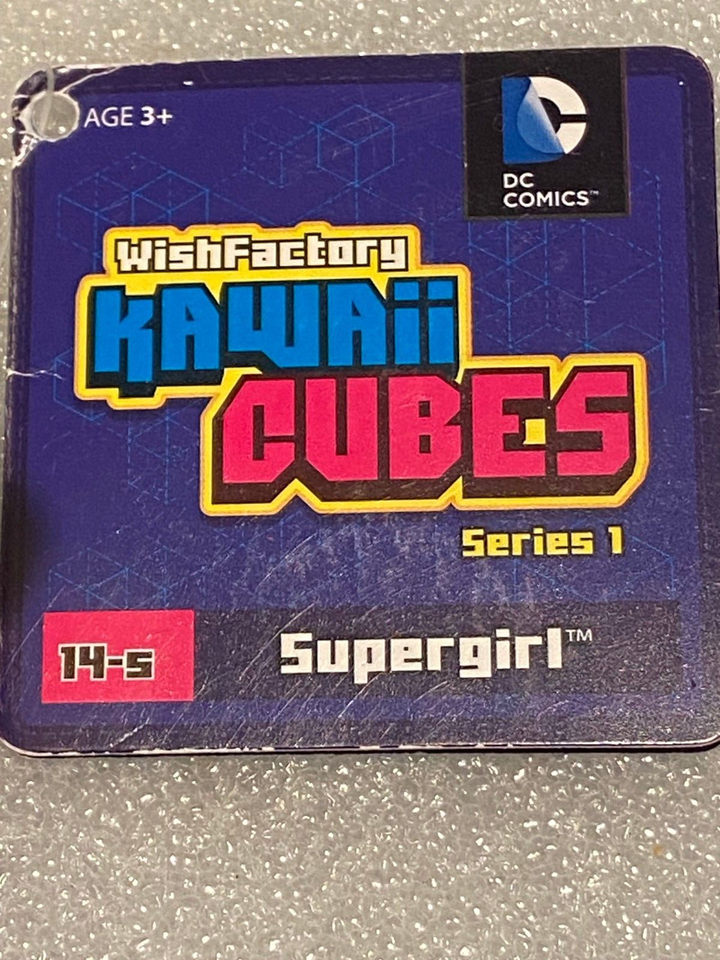 AGE 3+
DC
COMICS™
WishFactory
KAWAii
CUBES
Series 1
14-s
Supergirl™